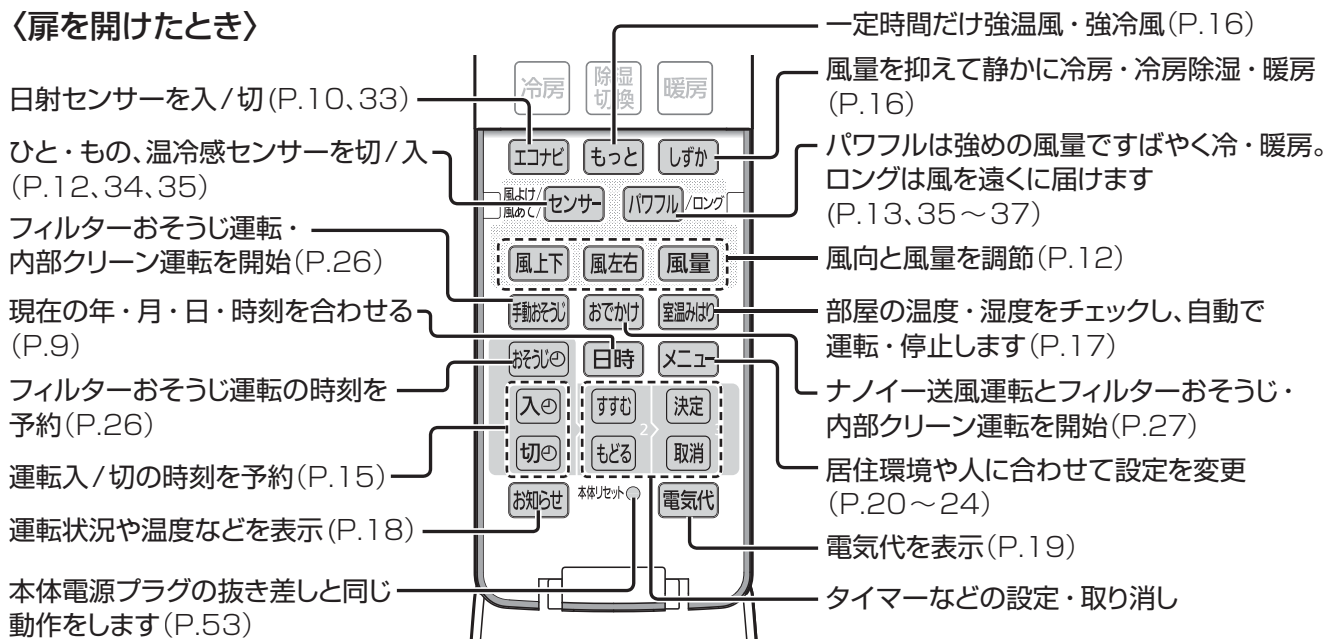 〈扉を開けたとき〉
日射センサーを入/切(P.10、33)
ひと・もの、温冷感センサーを切/入
(P.12、34、35)
フィルターおそうじ運転・
内部クリーン運転を開始(P.26)
現在の年・月・日・時刻を合わせる
(P.9)
フィルターおそうじ運転の時刻を
予約(P.26)
運転入/切の時刻を予約(P.15)
運転状況や温度などを表示(P.18)
本体電源プラグの抜き差しと同じ
動作をします(P.53)
冷房 除湿切換 暖房
エコナビ もっと しずか
風よけ/風あて/ センサー パワフル /ロング
風上下 風左右 風量
手動おそうじ おでかけ 室温みはり
おそうじ 日時 メニュー
入 すすむ 決定
2
切 もどる 取消
お知らせ 本体リセット 電気代
一定時間だけ強温風・強冷風(P.16)
風量を抑えて静かに冷房・冷房除湿・暖房
(P.16)
パワフルは強めの風量ですばやく冷・暖房。
ロングは風を遠くに届けます
(P.13、35～37)
風向と風量を調節(P.12)
部屋の温度・湿度をチェックし、自動で
運転・停止します(P.17)
ナノイー送風運転とフィルターおそうじ・
内部クリーン運転を開始(P.27)
居住環境や人に合わせて設定を変更
(P.20～24)
電気代を表示(P.19)
タイマーなどの設定・取り消し